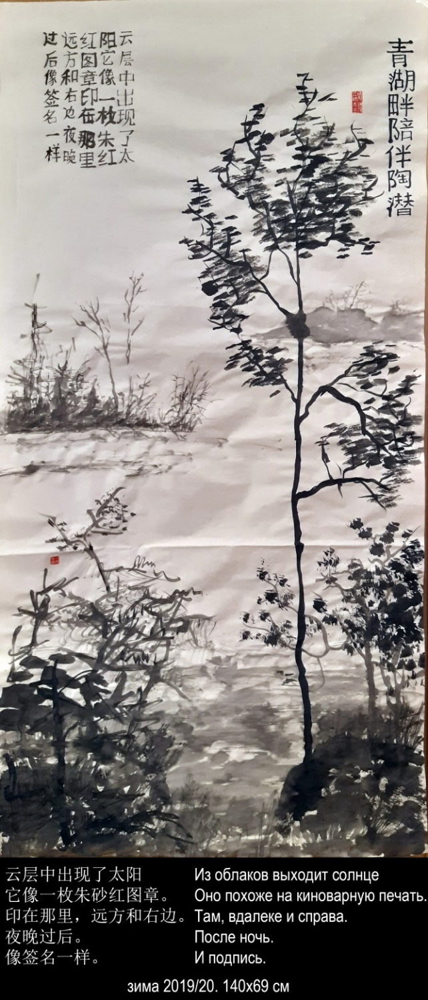 青湖畔陪伴陶潜
云层中出现了太
阳它像一枚朱红
红图章印在那里
远方和右边夜晚
过后像签名一样
云层中出现了太阳
它像一枚朱砂红图章。
印在那里，远方和右边。
夜晚过后。
像签名一样。
Из облаков выходит солнце
Оно похоже на киноварную печать.
Там, вдалеке и справа.
После ночь.
И подпись.
зима 2019/20. 140x69 см